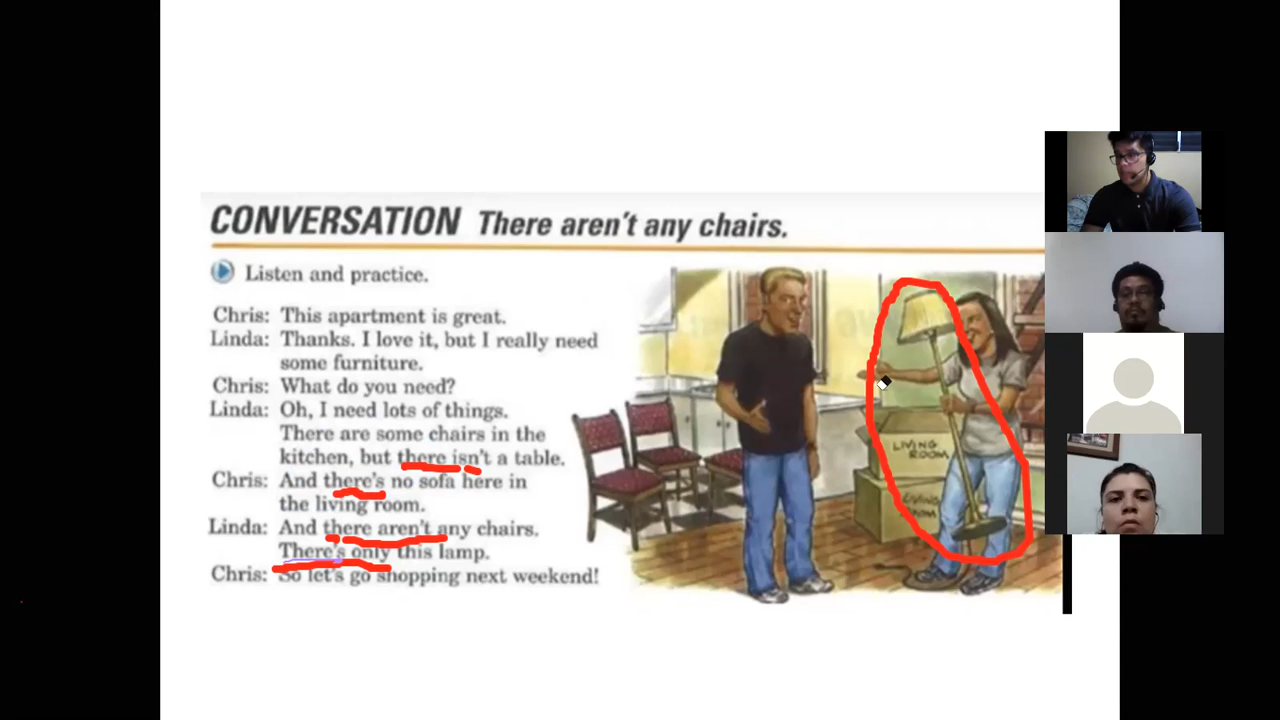 CONVERSATION There aren't any chairs.
Listen and practice.
Chris: This apartment is great.
Linda: Thanks. I love it, but I really need
some furniture.
Chris: What do you need?
Linda: Oh, I need lots of things.
There are some chairs in the
kitchen, but there isn't a table.
Chris: And there's no sofa here in
the living room.
Linda: And there aren't any chairs.
There's only this lamp.
Chris: So let's go shopping next weekend!
LIVING
ROOM
LIVING
ROOM